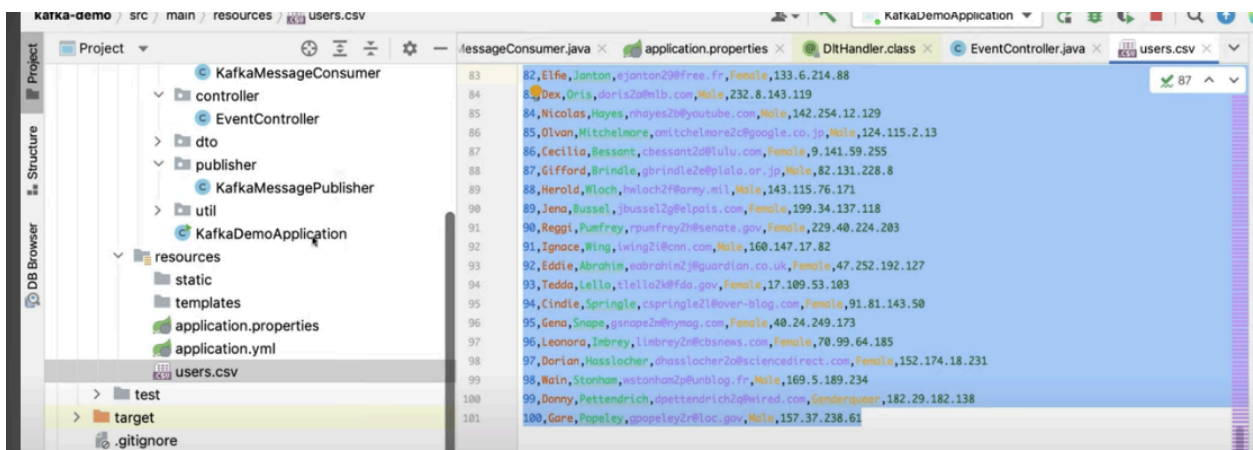 kafka-demo / src / main / resources / users.csv
KafkaDemoApplication
Project
MessageConsumer.java
application.properties
DltHandler.class
EventController.java
users.csv
Project
Structure
DB Browser
KafkaMessageConsumer
controller
EventController
dto
publisher
KafkaMessagePublisher
util
KafkaDemoApplication
resources
static
templates
application.properties
application.yml
users.csv
test
target
.gitignore
87
83 82,Elfie,Janton,ejanton29@free.fr,Female,133.6.214.88
84 83,Dex,Oris,doris2a@mlb.com,Male,232.8.143.119
85 84,Nicolas,Hayes,nhayes2b@youtube.com,Male,142.254.12.129
86 85,Olvan,Mitchelmore,omitchelmore2c@google.co.jp,Male,124.115.2.13
87 86,Cecilia,Bessant,cbessant2d@lulu.com,Female,9.141.59.255
88 87,Gifford,Brindle,gbrindle2e@plala.or.jp,Male,82.131.228.8
89 88,Herold,Wloch,hwloch2f@army.mil,Male,143.115.76.171
90 89,Jena,Bussel,jbussel2g@elpais.com,Female,199.34.137.118
91 90,Reggi,Pumfrey,rpumfrey2h@senate.gov,Female,229.40.224.203
92 91,Ignace,Wing,iwing2i@cnn.com,Male,160.147.17.82
93 92,Eddie,Abrahim,eabrahim2j@guardian.co.uk,Female,47.252.192.127
94 93,Tedda,Lello,tlello2k@fda.gov,Female,17.109.53.103
95 94,Cindie,Springle,cspringle2l@over-blog.com,Female,91.81.143.50
96 95,Gena,Snape,gsnape2m@nymag.com,Female,40.24.249.173
97 96,Leonora,Imbrey,limbrey2n@cbsnews.com,Female,70.99.64.185
98 97,Dorian,Hasslocher,dhasslocher2o@sciencedirect.com,Female,152.174.18.231
99 98,Wain,Stonham,wstonham2p@unblog.fr,Male,169.5.189.234
100 99,Donny,Pettendrich,dpettendrich2q@wired.com,Genderqueer,182.29.182.138
101 100,Gare,Popeley,gpopeley2r@loc.gov,Male,157.37.238.61